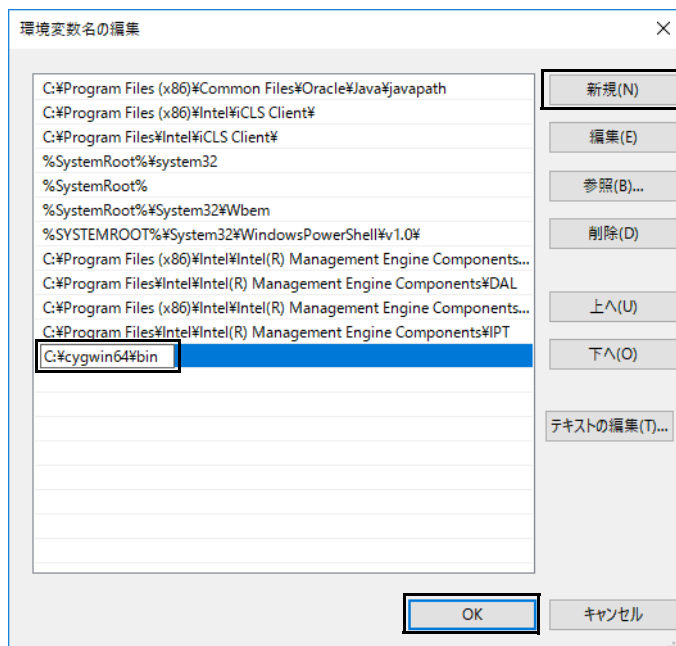 環境変数名の編集
C:¥Program Files (x86)¥Common Files¥Oracle¥Java¥javapath
C:¥Program Files (x86)¥Intel¥iCLS Client¥
C:¥Program Files¥Intel¥iCLS Client¥
%SystemRoot%¥system32
%SystemRoot%
%SystemRoot%¥System32¥Wbem
%SYSTEMROOT%¥System32¥WindowsPowerShell¥v1.0¥
C:¥Program Files (x86)¥Intel¥Intel(R) Management Engine Components...
C:¥Program Files¥Intel¥Intel(R) Management Engine Components¥DAL
C:¥Program Files (x86)¥Intel¥Intel(R) Management Engine Components...
C:¥Program Files¥Intel¥Intel(R) Management Engine Components¥IPT
C:¥cygwin64¥bin
新規(N)
編集(E)
参照(B)...
削除(D)
上へ(U)
下へ(O)
テキストの編集(T)...
OK
キャンセル